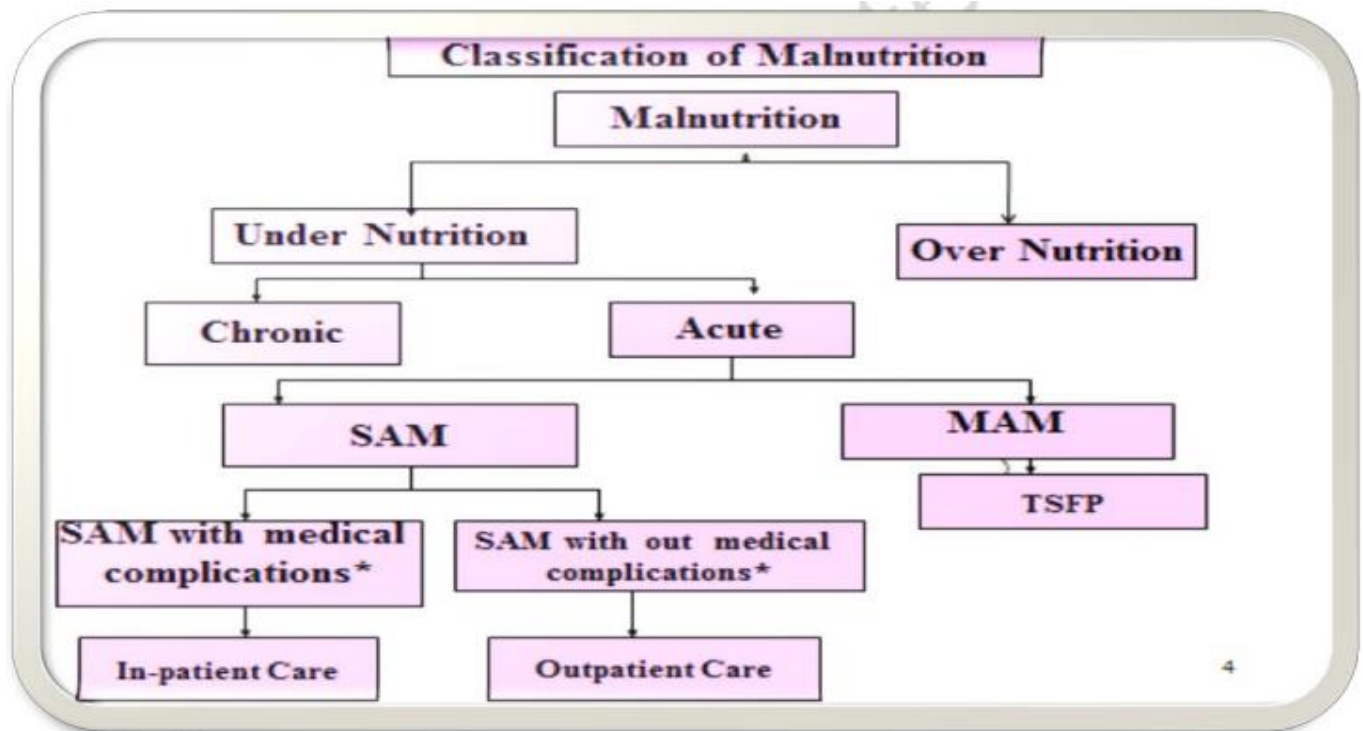 Classification of Malnutrition
Malnutrition
Under Nutrition
Over Nutrition
Chronic
Acute
SAM
MAM
TSFP
SAM with medical
complications*
SAM with out medical
complications*
In-patient Care
Outpatient Care
4